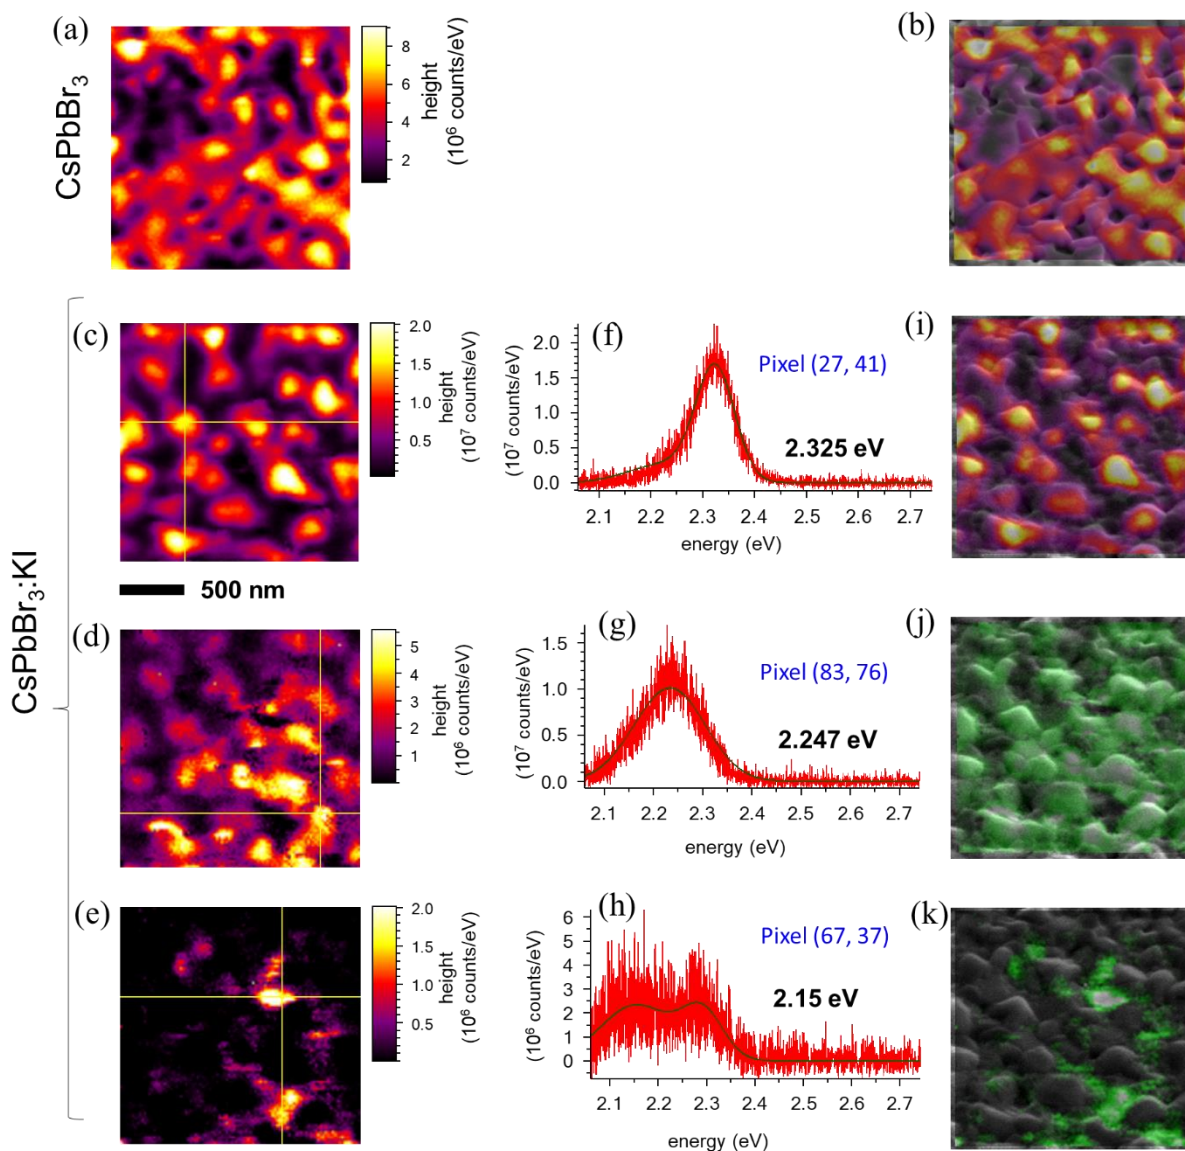 (a)
CsPbBr₃
8
6
4
2
height
(10⁶ counts/eV)
(b)
CsPbBr₃:KI
(c)
2.0
1.5
1.0
0.5
height
(10⁷ counts/eV)
500 nm
(f)
Pixel (27, 41)
2.325 eV
(10⁷ counts/eV)
2.0
1.5
1.0
0.5
0.0
2.1 2.2 2.3 2.4 2.5 2.6 2.7
energy (eV)
(i)
(d)
5
4
3
2
1
height
(10⁶ counts/eV)
(g)
Pixel (83, 76)
2.247 eV
(10⁷ counts/eV)
1.5
1.0
0.5
0.0
2.1 2.2 2.3 2.4 2.5 2.6 2.7
energy (eV)
(j)
(e)
2.0
1.5
1.0
0.5
height
(10⁶ counts/eV)
(h)
Pixel (67, 37)
2.15 eV
(10⁶ counts/eV)
6
5
4
3
2
1
0
2.1 2.2 2.3 2.4 2.5 2.6 2.7
energy (eV)
(k)